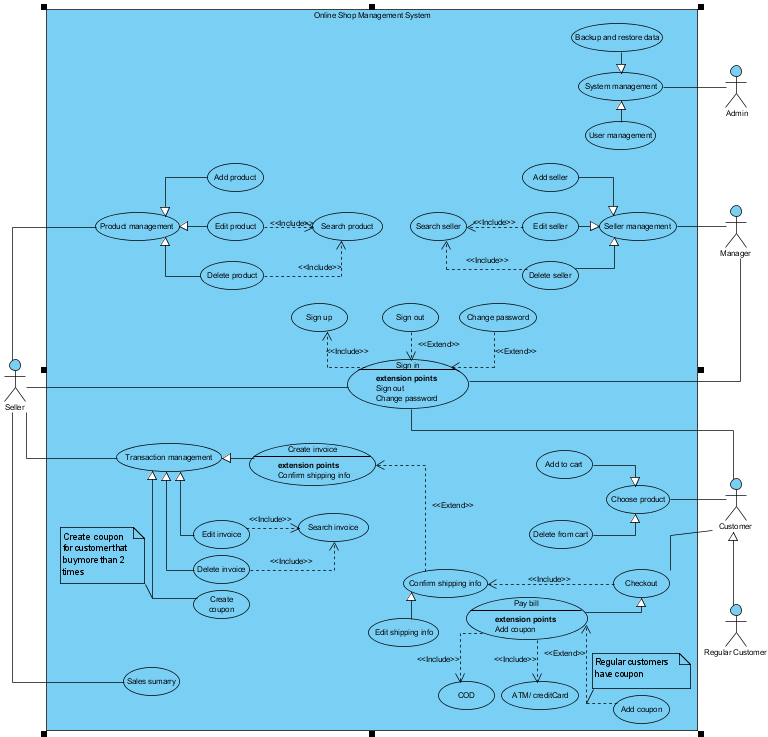 Online Shop Management System
Backup and restore data
System management
Admin
User management
Add product
Add seller
Product management
Edit product
<<Include>>
Search product
Search seller
<<Include>>
Edit seller
Seller management
Manager
<<Include>>
<<Include>>
Delete product
Delete seller
Sign up
Sign out
Change password
<<Include>>
<<Extend>>
<<Extend>>
Sign in
extension points
Sign out
Change password
Seller
Create invoice
Transaction management
extension points
Confirm shipping info
Add to cart
Choose product
Customer
<<Extend>>
<<Include>>
Search invoice
Edit invoice
Delete from cart
Create coupon
for customer that
buy more than 2
times
<<Include>>
Delete invoice
Confirm shipping info
<<Include>>
Checkout
Create
coupon
Pay bill
extension points
Add coupon
Edit shipping info
Regular Customer
<<Include>>
<<Include>>
<<Extend>>
Regular customers
have coupon
Sales sumarry
COD
ATM/ creditCard
Add coupon